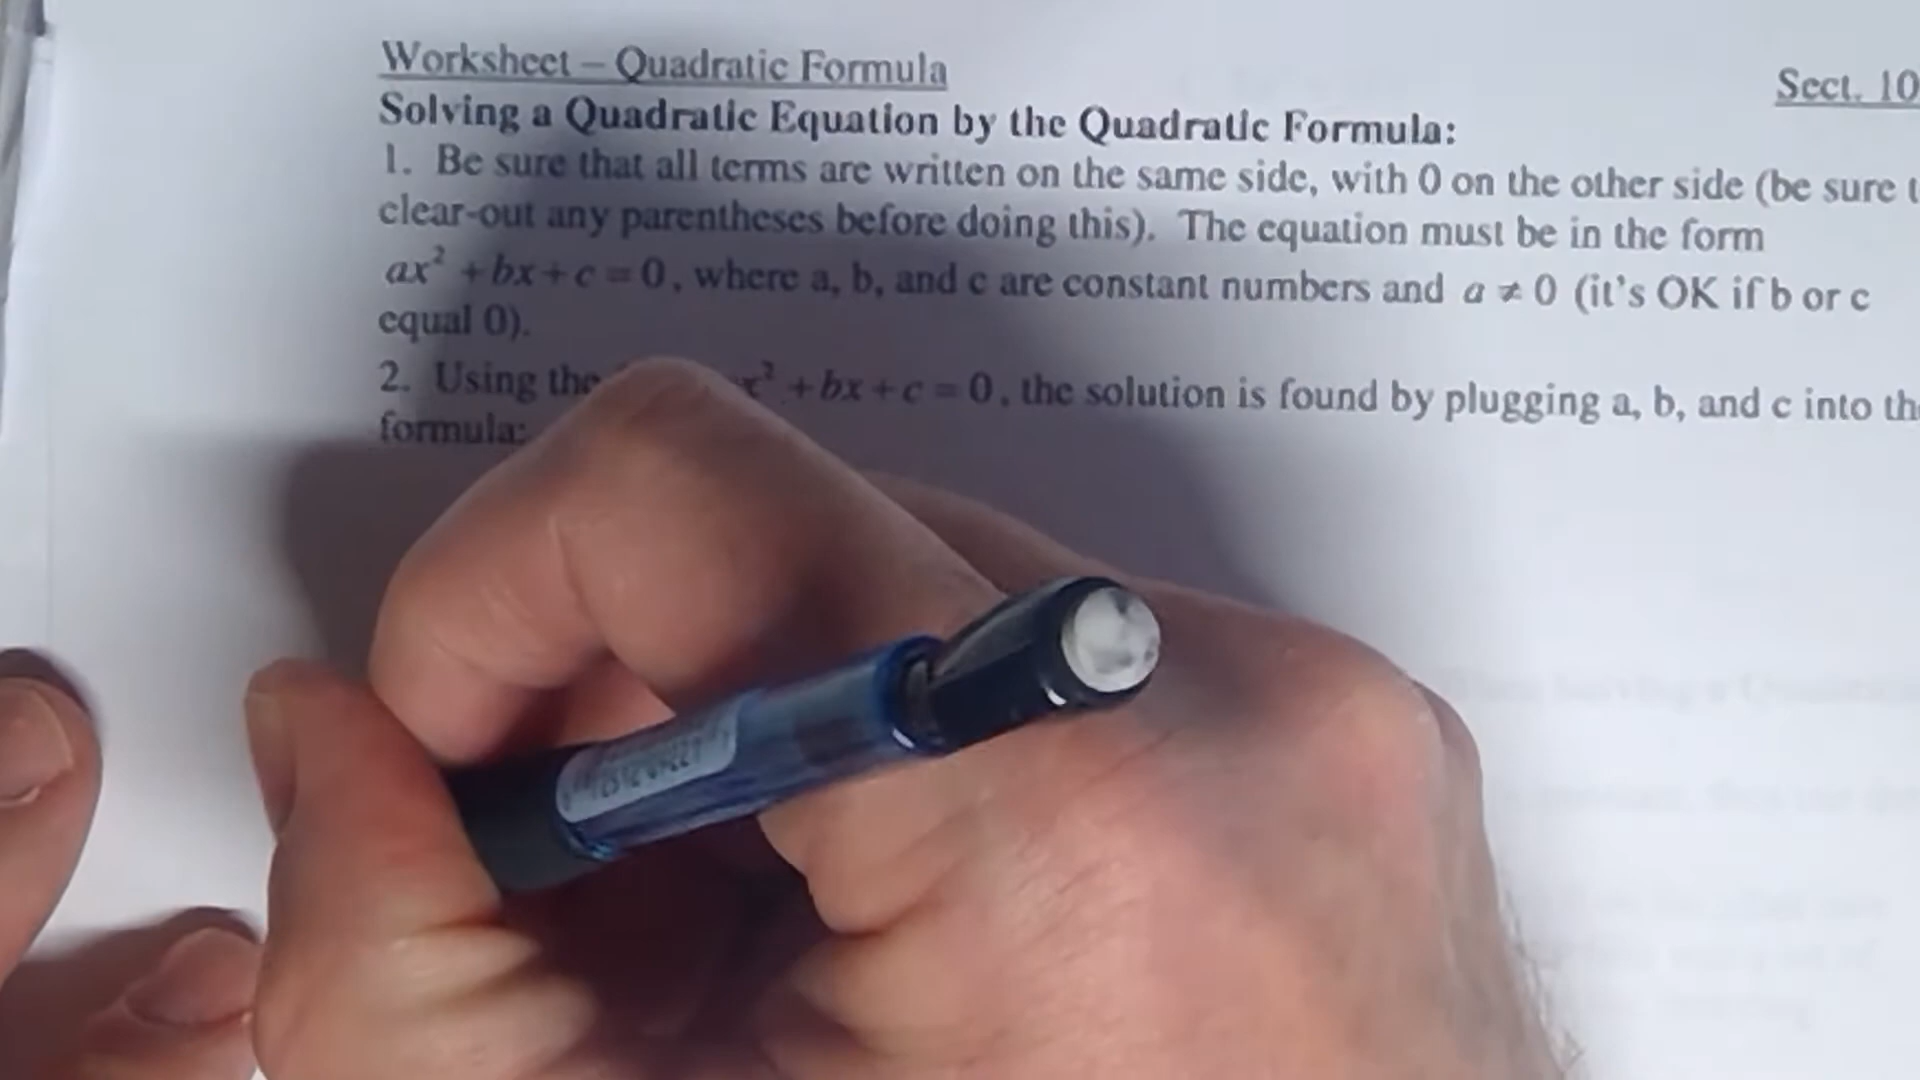 Worksheet – Quadratic Formula
Sect. 10
Solving a Quadratic Equation by the Quadratic Formula:
1. Be sure that all terms are written on the same side, with 0 on the other side (be sure t
clear-out any parentheses before doing this). The equation must be in the form
ax² + bx + c = 0, where a, b, and c are constant numbers and a ≠ 0 (it's OK if b or c
equal 0).
2. Using the x² + bx + c = 0, the solution is found by plugging a, b, and c into th
formula: